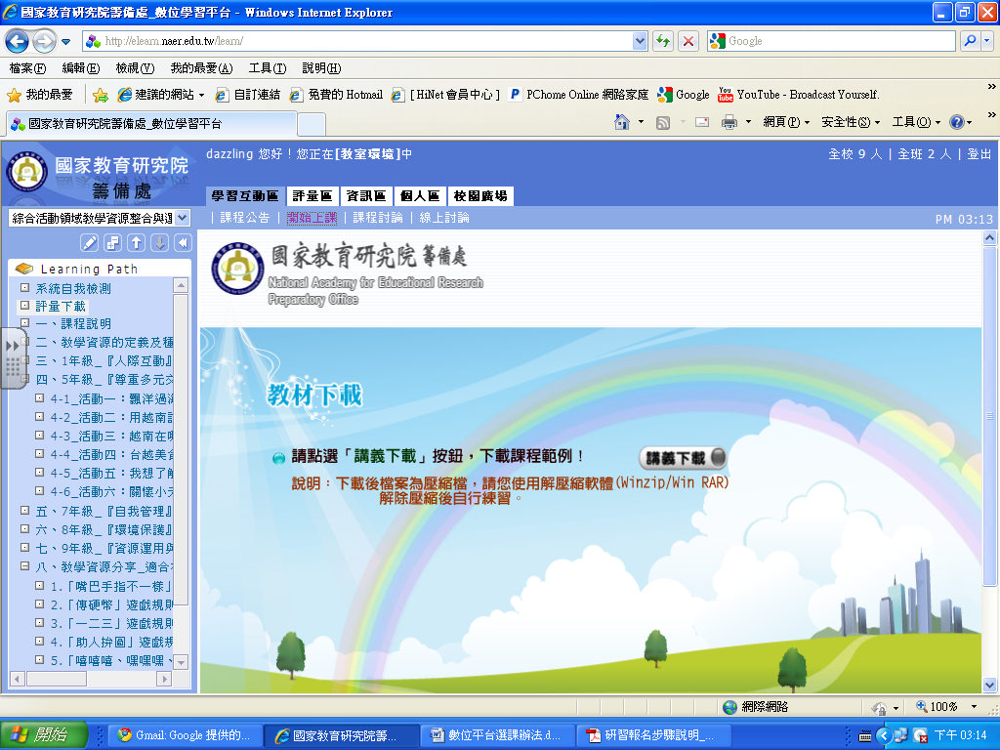 國家教育研究院籌備處_數位學習平台 - Windows Internet Explorer
http://elearn.naer.edu.tw/learn/
Google
檔案(F) 編輯(E) 檢視(V) 我的最愛(A) 工具(T) 說明(H)
我的最愛 建議的網站 自訂連結 免費的 Hotmail [ HiNet 會員中心 ] PChome Online 網路家庭 Google YouTube - Broadcast Yourself.
國家教育研究院籌備處_數位學習平台
網頁(P) 安全性(S) 工具(O)
國家教育研究院
籌備處
dazzling 您好！您正在[教室環境]中
全校 9 人 | 全班 2 人 | 登出
學習互動區 評量區 資訊區 個人區 校園廣場
| 課程公告 | 開始上課 | 課程討論 | 線上討論
PM 03:13
綜合活動領域教學資源整合與運
Learning Path
系統自我檢測
評量下載
一、課程說明
二、教學資源的定義及種
三、1年級_『人際互動』
四、5年級_『尊重多元文
4-1_活動一：飄洋過海
4-2_活動二：用越南話
4-3_活動三：越南在哪
4-4_活動四：台越美食
4-5_活動五：我想了解
4-6_活動六：關懷小天
五、7年級_『自我管理』
六、8年級_『環境保護』
七、9年級_『資源運用與
八、教學資源分享_適合
1.「嘴巴手指不一樣」
2.「傳硬幣」遊戲規則
3.「一二三」遊戲規則
4.「助人拚圖」遊戲規
5.「嘻嘻嘻、嘿嘿嘿、
國家教育研究院 籌備處
National Academy for Educational Research
Preparatory Office
教材下載
請點選「講義下載」按鈕，下載課程範例！
講義下載
說明：下載後檔案為壓縮檔，請您使用解壓縮軟體(Winzip/Win RAR)
解除壓縮後自行練習。
網際網路
100%
開始
Gmail: Google 提供的...
國家教育研究院籌...
數位平台選課辦法.d...
研習報名步驟說明_...
下午 03:14